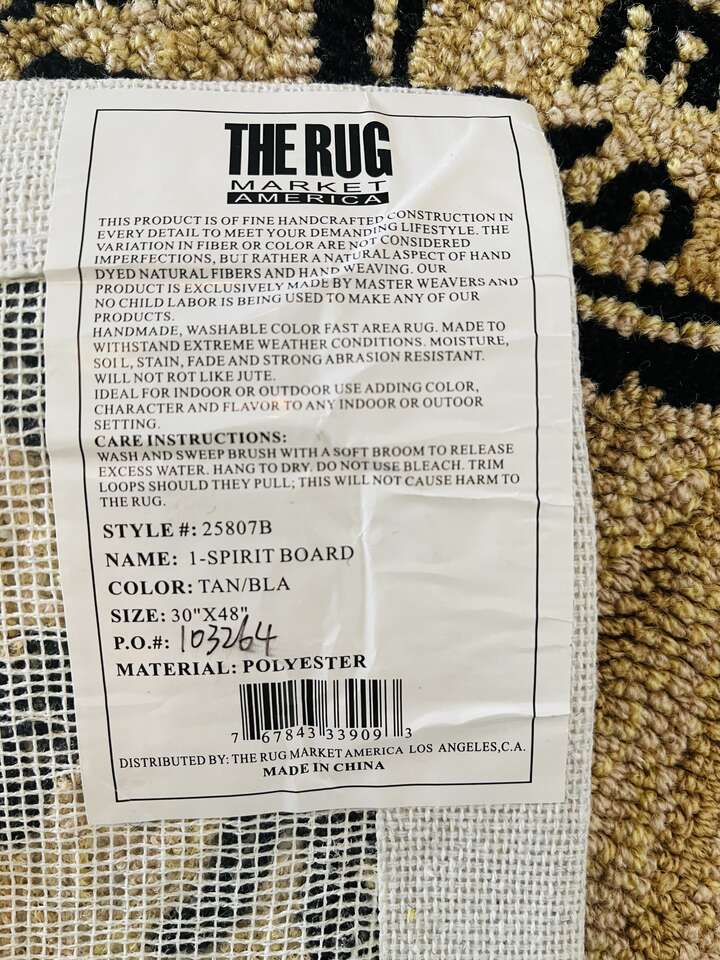 THE RUG
MARKET
AMERICA
THIS PRODUCT IS OF FINE HANDCRAFTED CONSTRUCTION IN
EVERY DETAIL TO MEET YOUR DEMANDING LIFESTYLE. THE
VARIATION IN FIBER OR COLOR ARE NOT CONSIDERED
IMPERFECTIONS, BUT RATHER A NATURAL ASPECT OF HAND
DYED NATURAL FIBERS AND HAND WEAVING. OUR
PRODUCT IS EXCLUSIVELY MADE BY MASTER WEAVERS AND
NO CHILD LABOR IS BEING USED TO MAKE ANY OF OUR
PRODUCTS.
HANDMADE, WASHABLE COLOR FAST AREA RUG. MADE TO
WITHSTAND EXTREME WEATHER CONDITIONS. MOISTURE,
SOIL, STAIN, FADE AND STRONG ABRASION RESISTANT.
WILL NOT ROT LIKE JUTE.
IDEAL FOR INDOOR OR OUTDOOR USE ADDING COLOR,
CHARACTER AND FLAVOR TO ANY INDOOR OR OUTOOR
SETTING.
CARE INSTRUCTIONS:
WASH AND SWEEP BRUSH WITH A SOFT BROOM TO RELEASE
EXCESS WATER. HANG TO DRY. DO NOT USE BLEACH. TRIM
LOOPS SHOULD THEY PULL; THIS WILL NOT CAUSE HARM TO
THE RUG.
STYLE #: 25807B
NAME: 1-SPIRIT BOARD
COLOR: TAN/BLA
SIZE: 30"X48"
P.O.#: 103264
MATERIAL: POLYESTER
7 67843 33909 3
DISTRIBUTED BY: THE RUG MARKET AMERICA LOS ANGELES,C.A.
MADE IN CHINA